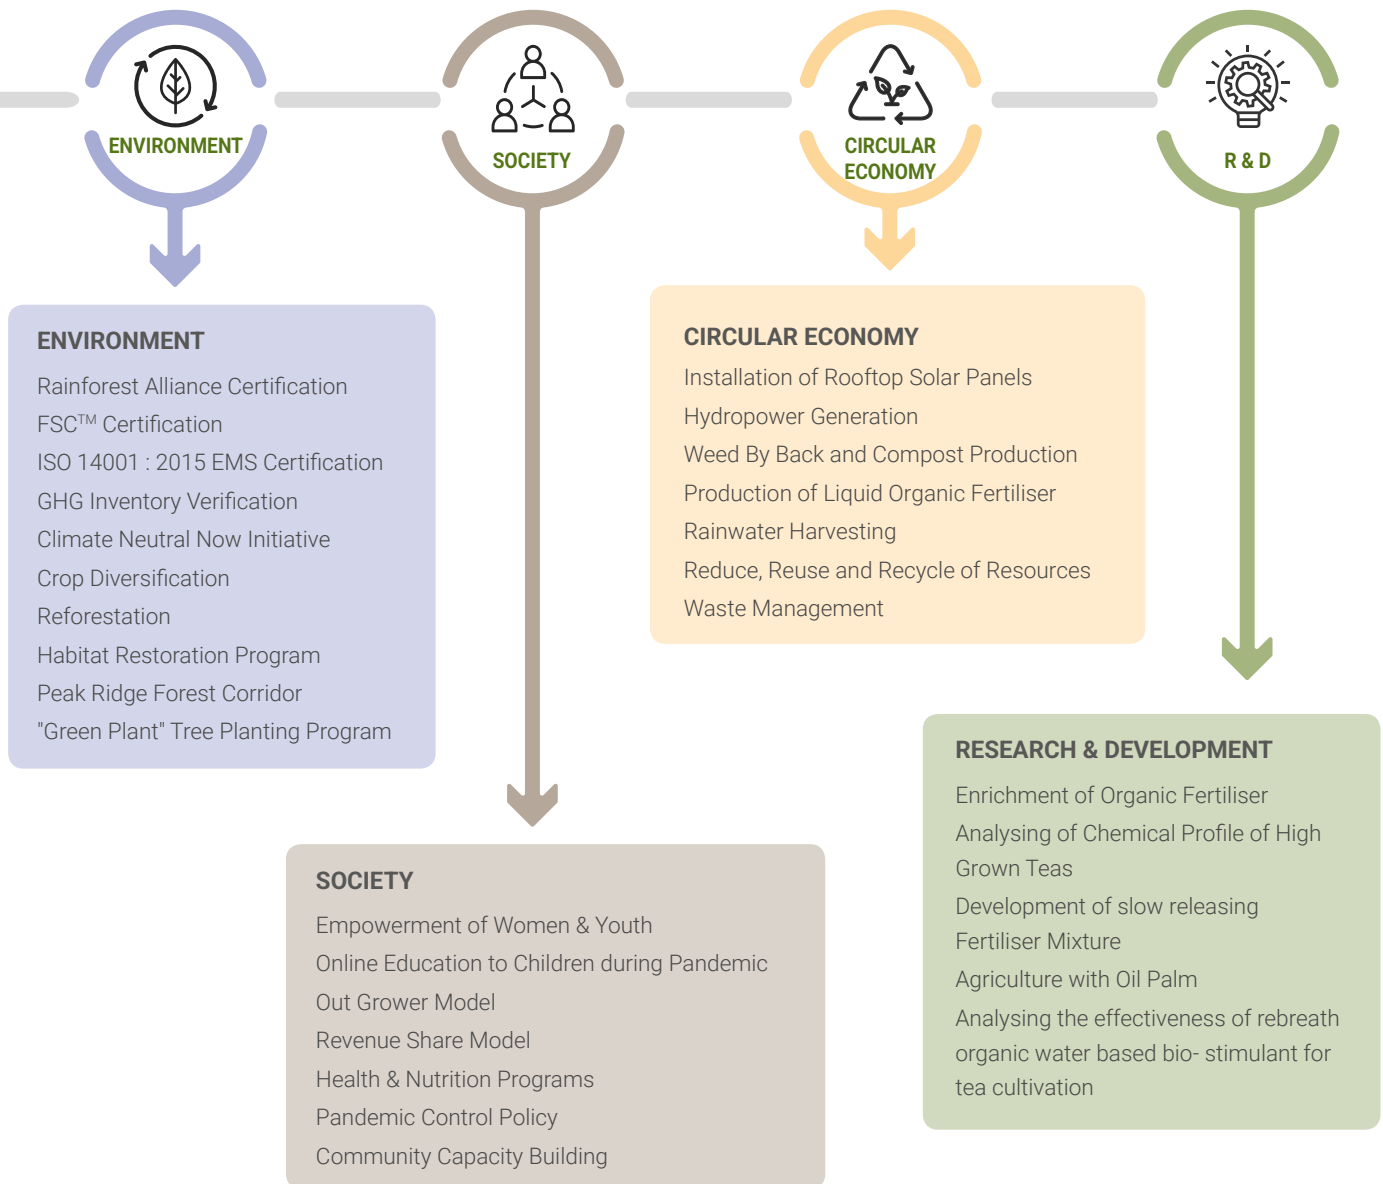 ENVIRONMENT
SOCIETY
CIRCULAR
ECONOMY
R & D
ENVIRONMENT
Rainforest Alliance Certification
FSC™ Certification
ISO 14001 : 2015 EMS Certification
GHG Inventory Verification
Climate Neutral Now Initiative
Crop Diversification
Reforestation
Habitat Restoration Program
Peak Ridge Forest Corridor
"Green Plant" Tree Planting Program
SOCIETY
Empowerment of Women & Youth
Online Education to Children during Pandemic
Out Grower Model
Revenue Share Model
Health & Nutrition Programs
Pandemic Control Policy
Community Capacity Building
CIRCULAR ECONOMY
Installation of Rooftop Solar Panels
Hydropower Generation
Weed By Back and Compost Production
Production of Liquid Organic Fertiliser
Rainwater Harvesting
Reduce, Reuse and Recycle of Resources
Waste Management
RESEARCH & DEVELOPMENT
Enrichment of Organic Fertiliser
Analysing of Chemical Profile of High
Grown Teas
Development of slow releasing
Fertiliser Mixture
Agriculture with Oil Palm
Analysing the effectiveness of rebreath
organic water based bio- stimulant for
tea cultivation